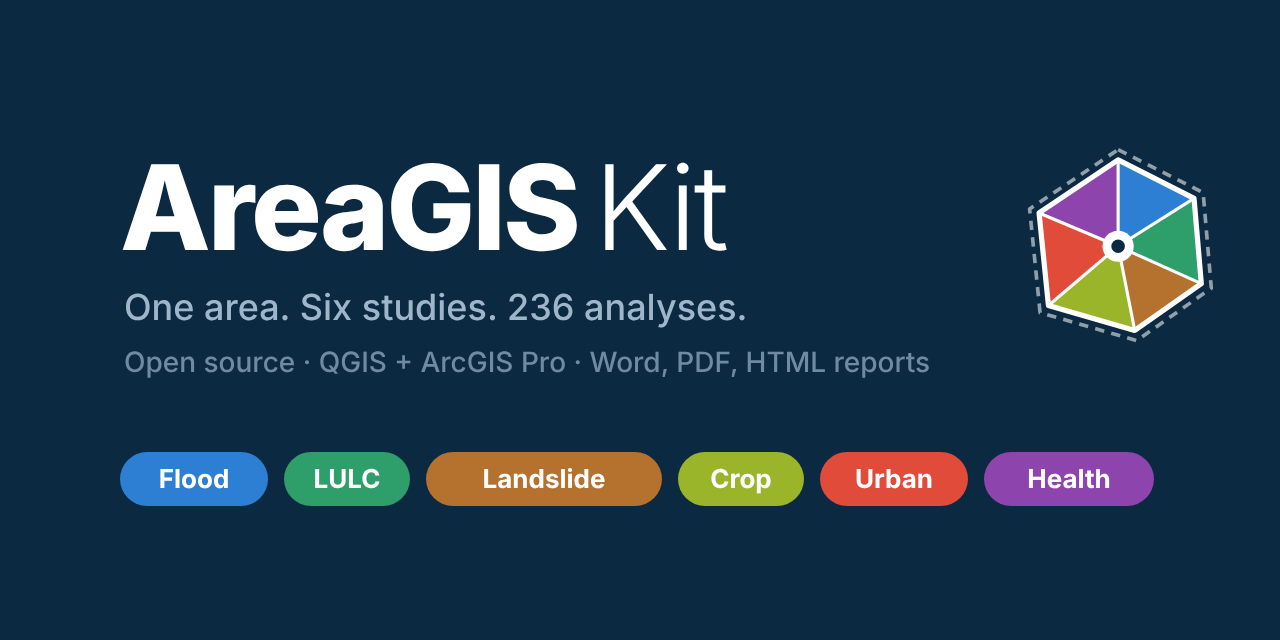 AreaGIS Kit
One area. Six studies. 236 analyses.
Open source · QGIS + ArcGIS Pro · Word, PDF, HTML reports
Flood LULC Landslide Crop Urban Health